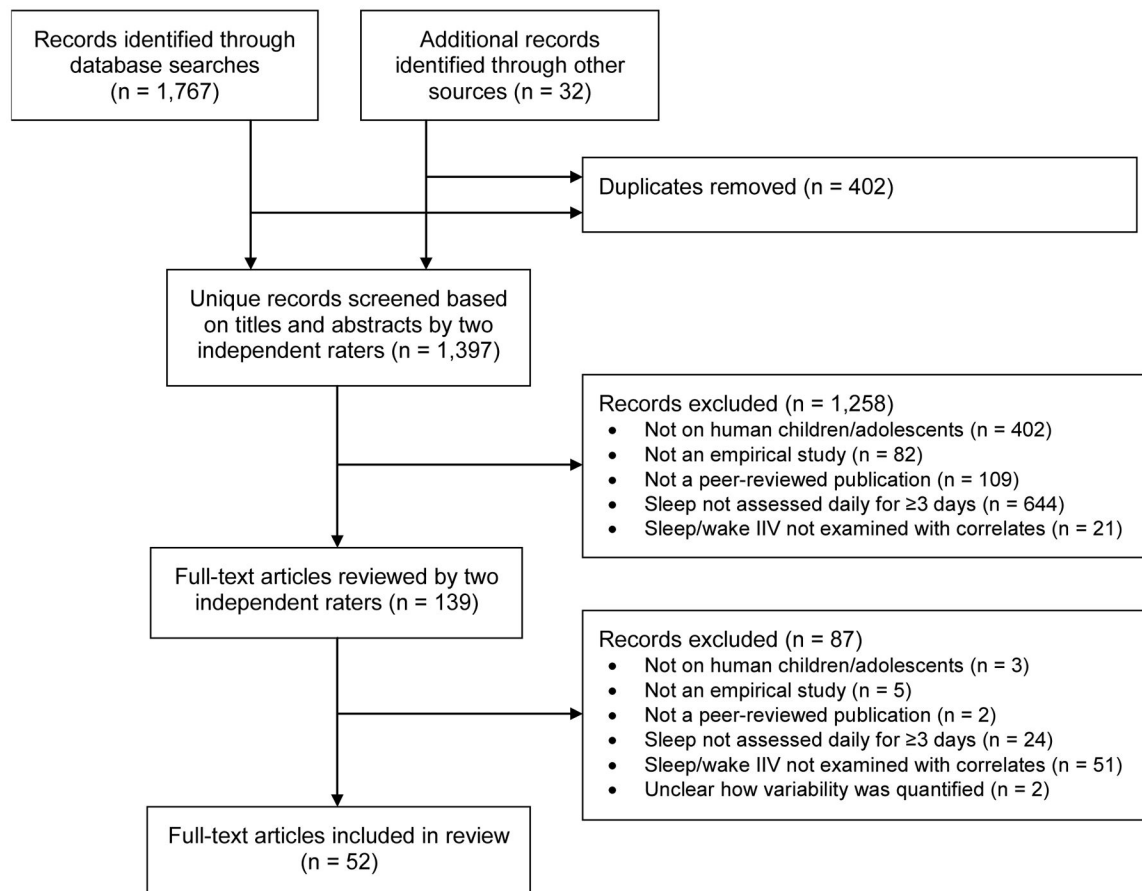 Records identified through
database searches
(n = 1,767)
Additional records
identified through other
sources (n = 32)
Duplicates removed (n = 402)
Unique records screened based
on titles and abstracts by two
independent raters (n = 1,397)
Records excluded (n = 1,258)
• Not on human children/adolescents (n = 402)
• Not an empirical study (n = 82)
• Not a peer-reviewed publication (n = 109)
• Sleep not assessed daily for ≥3 days (n = 644)
• Sleep/wake IIV not examined with correlates (n = 21)
Full-text articles reviewed by two
independent raters (n = 139)
Records excluded (n = 87)
• Not on human children/adolescents (n = 3)
• Not an empirical study (n = 5)
• Not a peer-reviewed publication (n = 2)
• Sleep not assessed daily for ≥3 days (n = 24)
• Sleep/wake IIV not examined with correlates (n = 51)
• Unclear how variability was quantified (n = 2)
Full-text articles included in review
(n = 52)